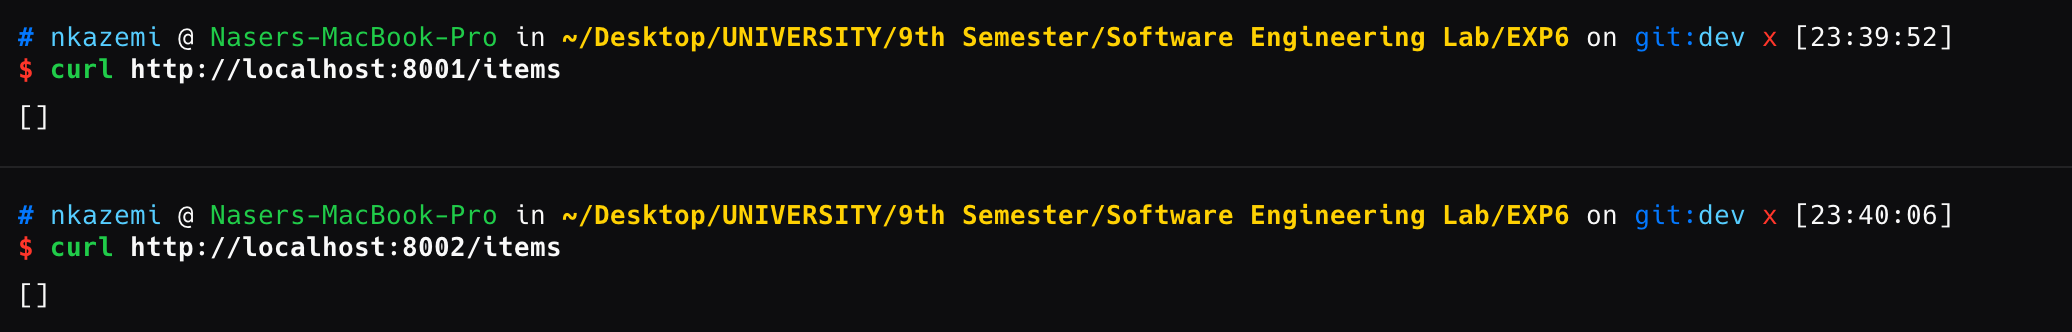 # nkazemi @ Nasers-MacBook-Pro in ~/Desktop/UNIVERSITY/9th Semester/Software Engineering Lab/EXP6 on git:dev x [23:39:52]
$ curl http://localhost:8001/items
[]
# nkazemi @ Nasers-MacBook-Pro in ~/Desktop/UNIVERSITY/9th Semester/Software Engineering Lab/EXP6 on git:dev x [23:40:06]
$ curl http://localhost:8002/items
[]